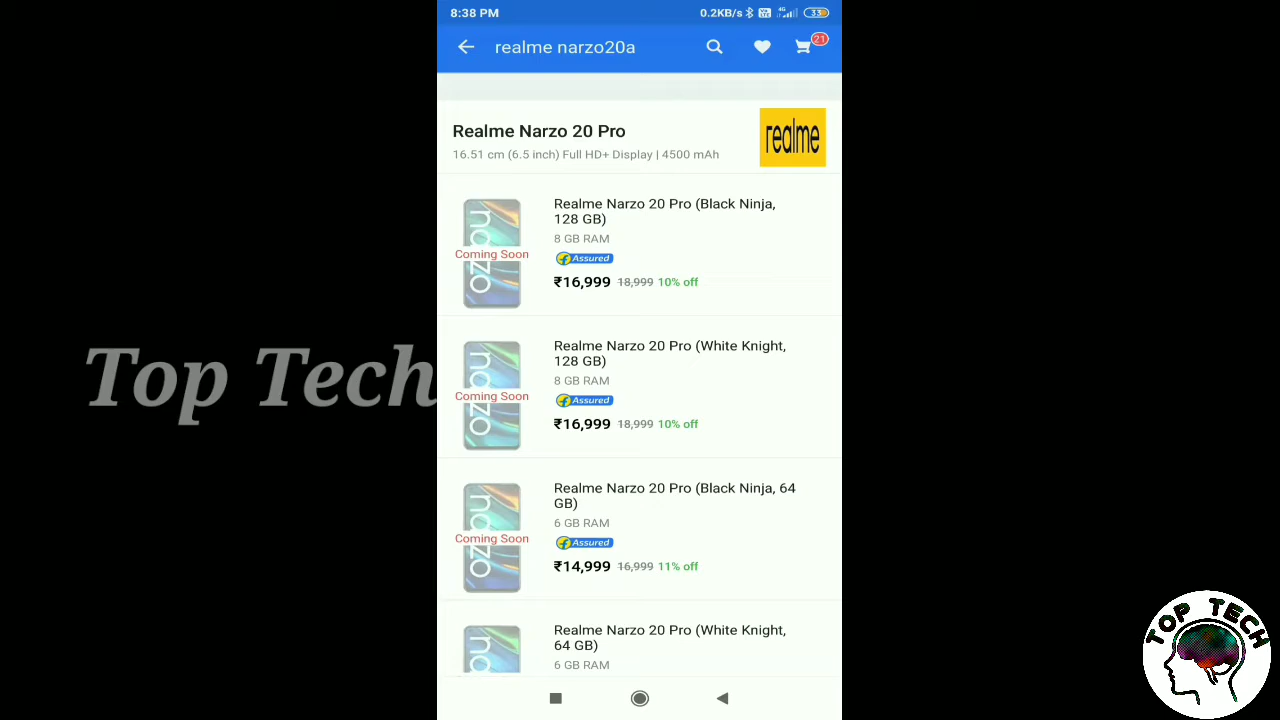 8:38 PM 0.2KB/s 4G 33
realme narzo20a 21
Realme Narzo 20 Pro
16.51 cm (6.5 inch) Full HD+ Display | 4500 mAh
realme
Realme Narzo 20 Pro (Black Ninja,
128 GB)
8 GB RAM
Assured
₹16,999 18,999 10% off
narzo
Coming Soon
Realme Narzo 20 Pro (White Knight,
128 GB)
8 GB RAM
Assured
₹16,999 18,999 10% off
narzo
Coming Soon
Top Tech
Realme Narzo 20 Pro (Black Ninja, 64
GB)
6 GB RAM
Assured
₹14,999 16,999 11% off
narzo
Coming Soon
Realme Narzo 20 Pro (White Knight,
64 GB)
6 GB RAM
TOP TECH